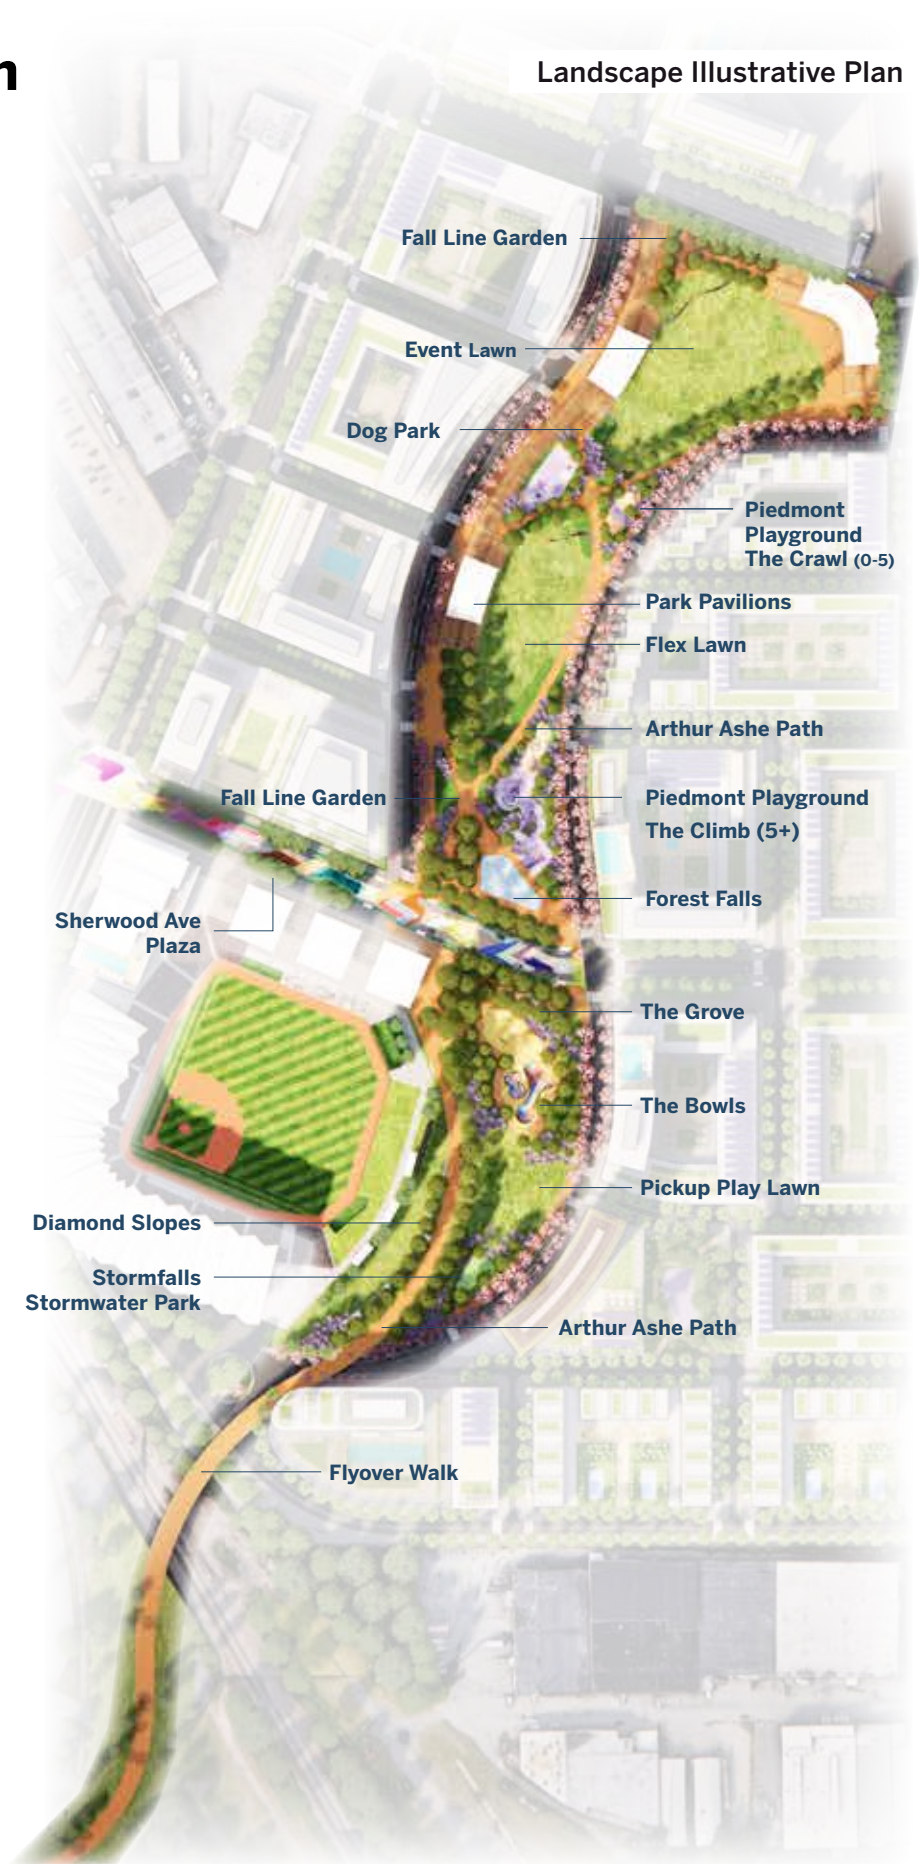 n
Landscape Illustrative Plan
Fall Line Garden
Event Lawn
Dog Park
Piedmont
Playground
The Crawl (0-5)
Park Pavilions
Flex Lawn
Arthur Ashe Path
Fall Line Garden
Piedmont Playground
The Climb (5+)
Forest Falls
Sherwood Ave
Plaza
The Grove
The Bowls
Pickup Play Lawn
Diamond Slopes
Stormfalls
Stormwater Park
Arthur Ashe Path
Flyover Walk